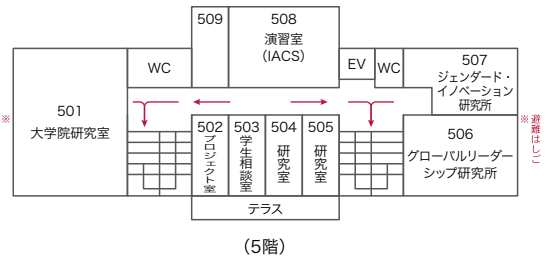 509
508
演習室
(IACS)
WC
EV
WC
507
ジェンダード・
イノベーション
研究所
501
大学院研究室
※
502
プロジェクト室
503
学生相談室
504
研究室
505
研究室
506
グローバルリーダー
シップ研究所
※
避難はしご
テラス
(5階)